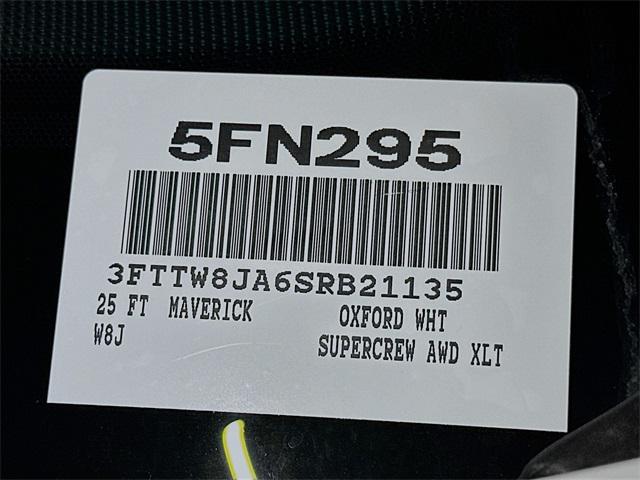 5FN295
3FTTW8JA6SRB21135
25 FT MAVERICK OXFORD WHT
W8J SUPERCREW AWD XLT